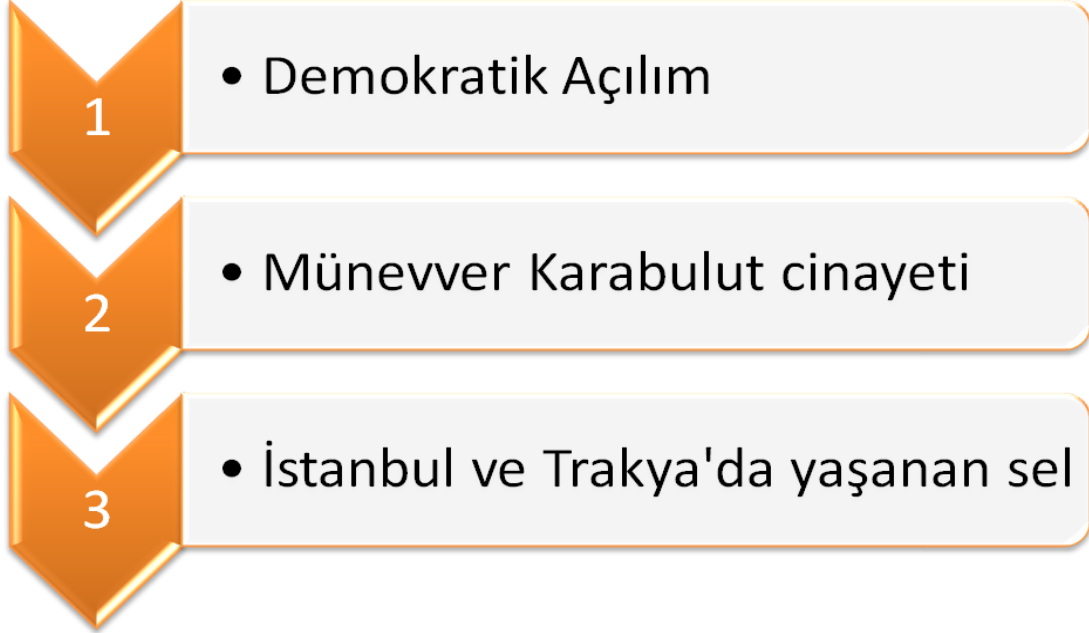 1
• Demokratik Açılım
2
• Münevver Karabulut cinayeti
3
• İstanbul ve Trakya'da yaşanan sel